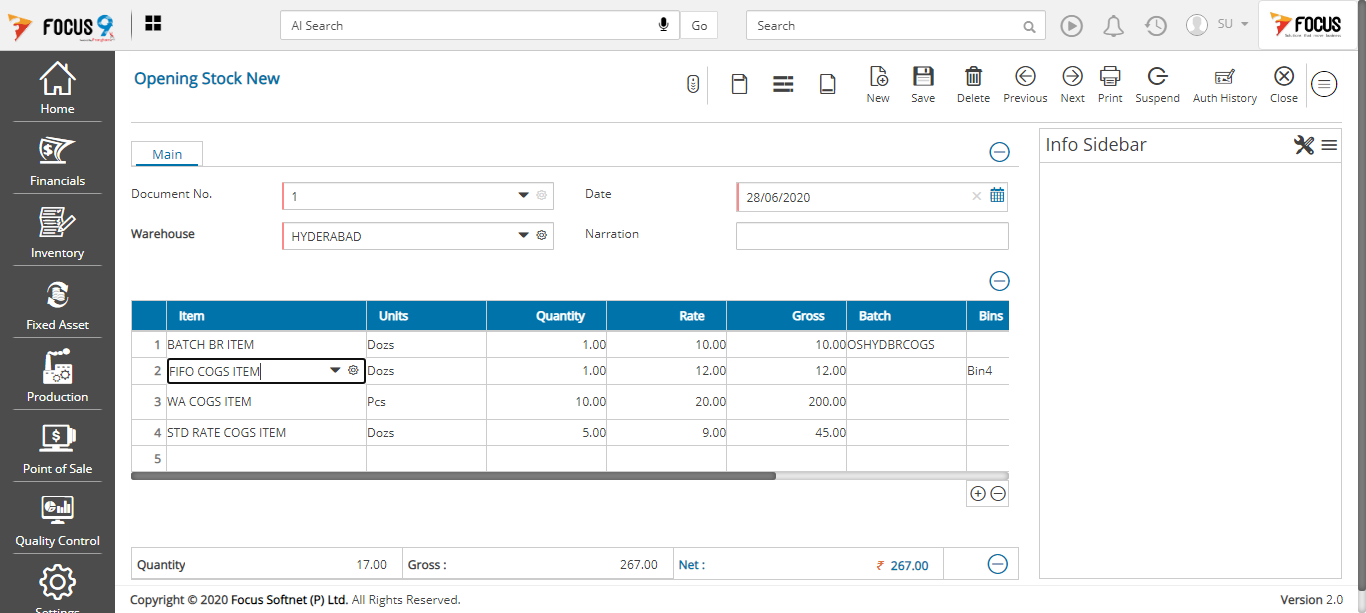 FOCUS 9
AI Search
Go
Search
SU
FOCUS
Home
Financials
Inventory
Fixed Asset
Production
Point of Sale
Quality Control
Settings
Opening Stock New
New Save Delete Previous Next Print Suspend Auth History Close
Main
Document No. 1 Date 28/06/2020
Warehouse HYDERABAD Narration
Item Units Quantity Rate Gross Batch Bins
1 BATCH BR ITEM Dozs 1.00 10.00 10.00 OSHYDBRCOGS
2 FIFO COGS ITEM Dozs 1.00 12.00 12.00 Bin4
3 WA COGS ITEM Pcs 10.00 20.00 200.00
4 STD RATE COGS ITEM Dozs 5.00 9.00 45.00
5
Quantity 17.00 Gross : 267.00 Net : ₹ 267.00
Info Sidebar
Copyright © 2020 Focus Softnet (P) Ltd. All Rights Reserved.
Version 2.0